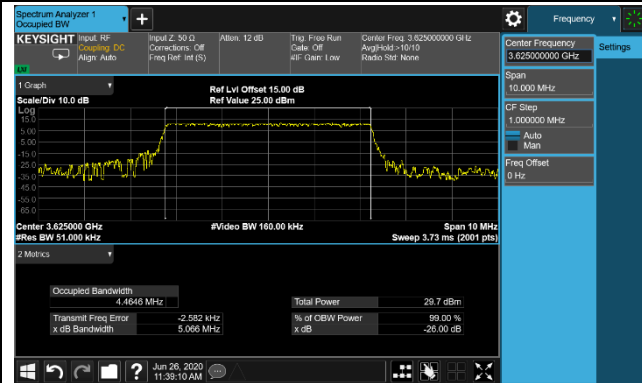 Spectrum Analyzer 1
Occupied BW
Frequency
KEYSIGHT
Input: RF
Coupling: DC
Align: Auto
Input Z: 50 Ω
Corrections: Off
Freq Ref: Int (S)
Atten: 12 dB
Trig: Free Run
Gate: Off
#IF Gain: Low
Center Freq: 3.625000000 GHz
Avg|Hold:>10/10
Radio Std: None
Center Frequency
3.625000000 GHz
Settings
Span
10.000 MHz
CF Step
1.000000 MHz
Auto
Man
Freq Offset
0 Hz
1 Graph
Scale/Div 10.0 dB
Ref Lvl Offset 15.00 dB
Ref Value 25.00 dBm
Log
15.0
5.00
-5.00
-15.0
-25.0
-35.0
-45.0
-55.0
-65.0
Center 3.625000 GHz
#Res BW 51.000 kHz
#Video BW 160.00 kHz
Span 10 MHz
Sweep 3.73 ms (2001 pts)
2 Metrics
Occupied Bandwidth
4.4646 MHz
Total Power 29.7 dBm
Transmit Freq Error -2.582 kHz
% of OBW Power 99.00 %
x dB Bandwidth 5.066 MHz
x dB -26.00 dB
Jun 26, 2020
11:39:10 AM